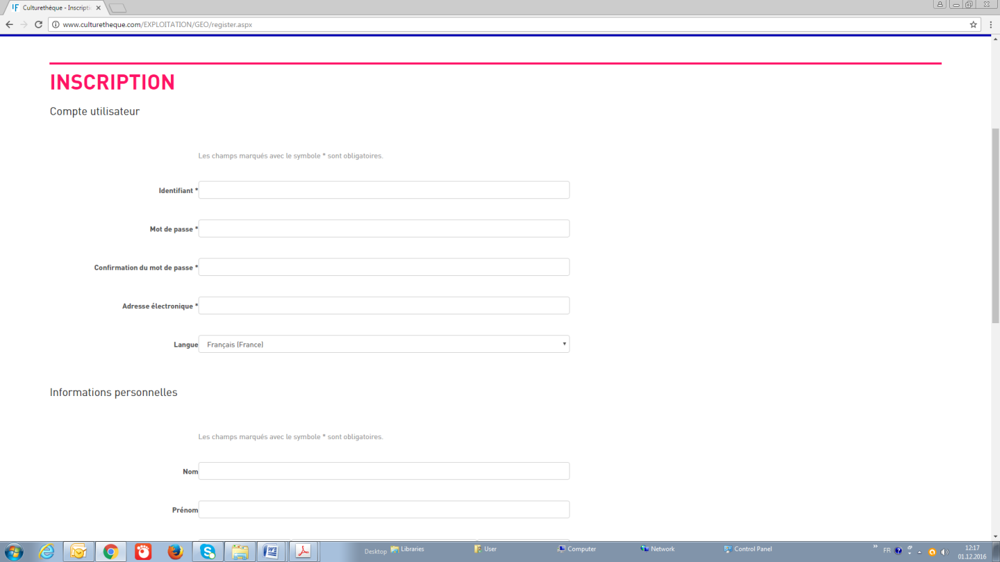 Culturethèque - Inscripti
www.culturetheque.com/EXPLOITATION/GEO/register.aspx
INSCRIPTION
Compte utilisateur
Les champs marqués avec le symbole * sont obligatoires.
Identifiant *
Mot de passe *
Confirmation du mot de passe *
Adresse électronique *
Langue Français (France)
Informations personnelles
Les champs marqués avec le symbole * sont obligatoires.
Nom
Prénom
Desktop Libraries User Computer Network Control Panel » FR 12:17
01.12.2016